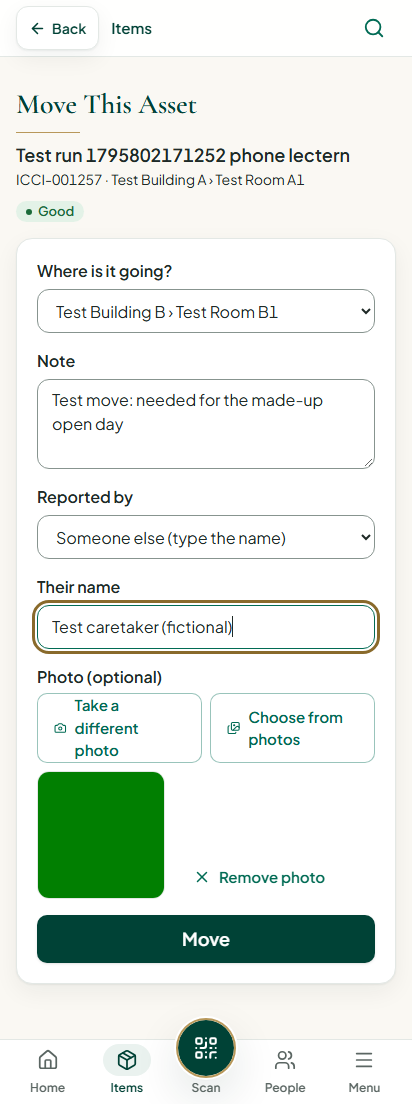 Back
Items
Move This Asset
Test run 1795802171252 phone lectern
ICCI-001257 · Test Building A › Test Room A1
Good
Where is it going?
Test Building B › Test Room B1
Note
Test move: needed for the made-up
open day
Reported by
Someone else (type the name)
Their name
Test caretaker (fictional)
Photo (optional)
Take a
different
photo
Choose from
photos
Remove photo
Move
Home
Items
Scan
People
Menu